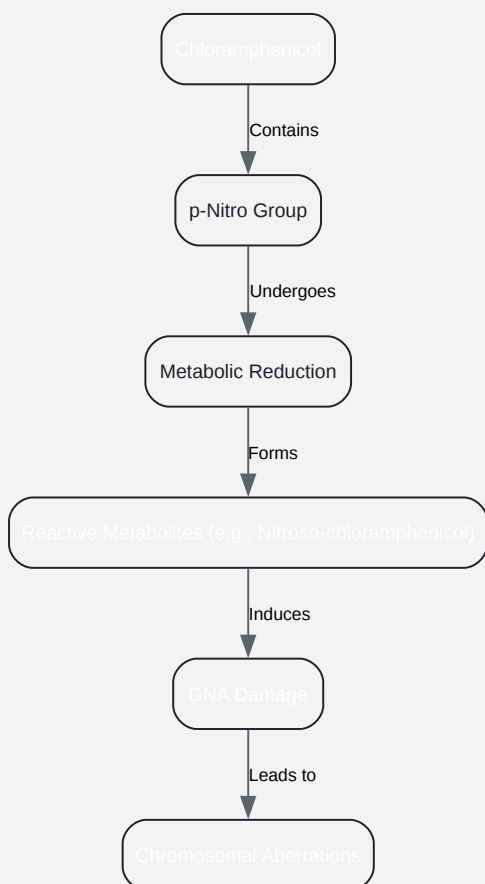 Chloramphenicol
Contains
p-Nitro Group
Undergoes
Metabolic Reduction
Forms
Reactive Metabolites (e.g., Nitroso-chloramphenicol)
Induces
DNA Damage
Leads to
Chromosomal Aberrations